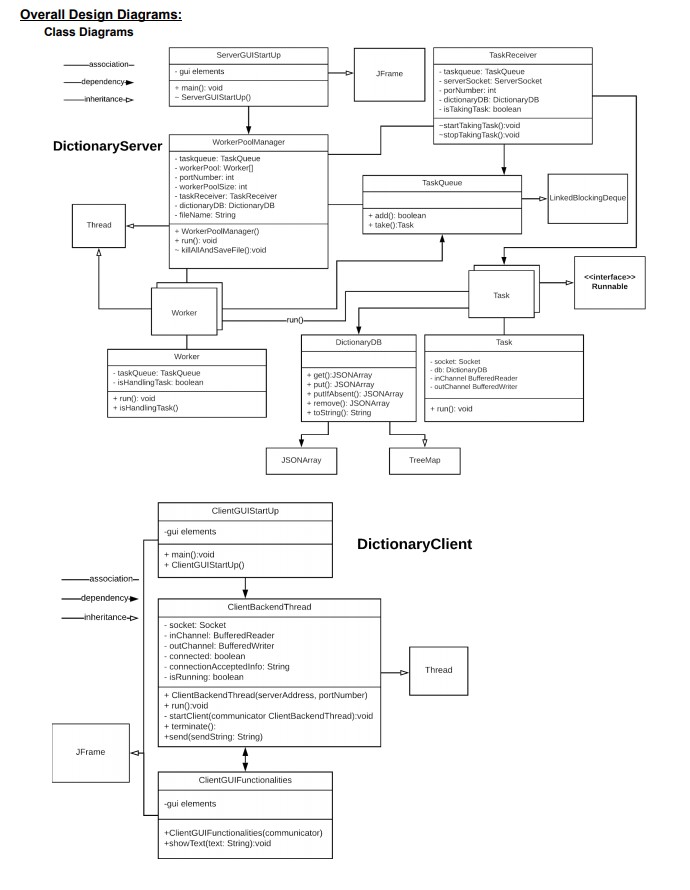 Overall Design Diagrams:
Class Diagrams
association
dependency
inheritance
ServerGUIStartUp
- gui elements
+ main(): void
~ ServerGUIStartUp()
JFrame
TaskReceiver
- taskqueue: TaskQueue
- serverSocket: ServerSocket
- porNumber: int
- dictionaryDB: DictionaryDB
- isTakingTask: boolean
~startTakingTask():void
~stopTakingTask():void
DictionaryServer
WorkerPoolManager
- taskqueue: TaskQueue
- workerPool: Worker[]
- portNumber: int
- workerPoolSize: int
- taskReceiver: TaskReceiver
- dictionaryDB: DictionaryDB
- fileName: String
+ WorkerPoolManager()
+ run(): void
~ killAllAndSaveFile():void
TaskQueue
+ add(): boolean
+ take():Task
LinkedBlockingDeque
Thread
<<interface>>
Runnable
Worker
Task
run()
Worker
- taskQueue: TaskQueue
- isHandlingTask: boolean
+ run(): void
+ isHandlingTask()
DictionaryDB
+ get():JSONArray
+ put(): JSONArray
+ putIfAbsent(): JSONArray
+ remove(): JSONArray
+ toString(): String
Task
- socket: Socket
- db: DictionaryDB
- inChannel BufferedReader
- outChannel BufferedWriter
+ run(): void
JSONArray
TreeMap
ClientGUIStartUp
-gui elements
+ main():void
+ ClientGUIStartUp()
DictionaryClient
association
dependency
inheritance
ClientBackendThread
- socket: Socket
- inChannel: BufferedReader
- outChannel: BufferedWriter
- connected: boolean
- connectionAcceptedInfo: String
- isRunning: boolean
+ ClientBackendThread(serverAddress, portNumber)
+ run():void
- startClient(communicator ClientBackendThread):void
+ terminate():
+send(sendString: String)
Thread
JFrame
ClientGUIFunctionalities
-gui elements
+ClientGUIFunctionalities(communicator)
+showText(text: String):void